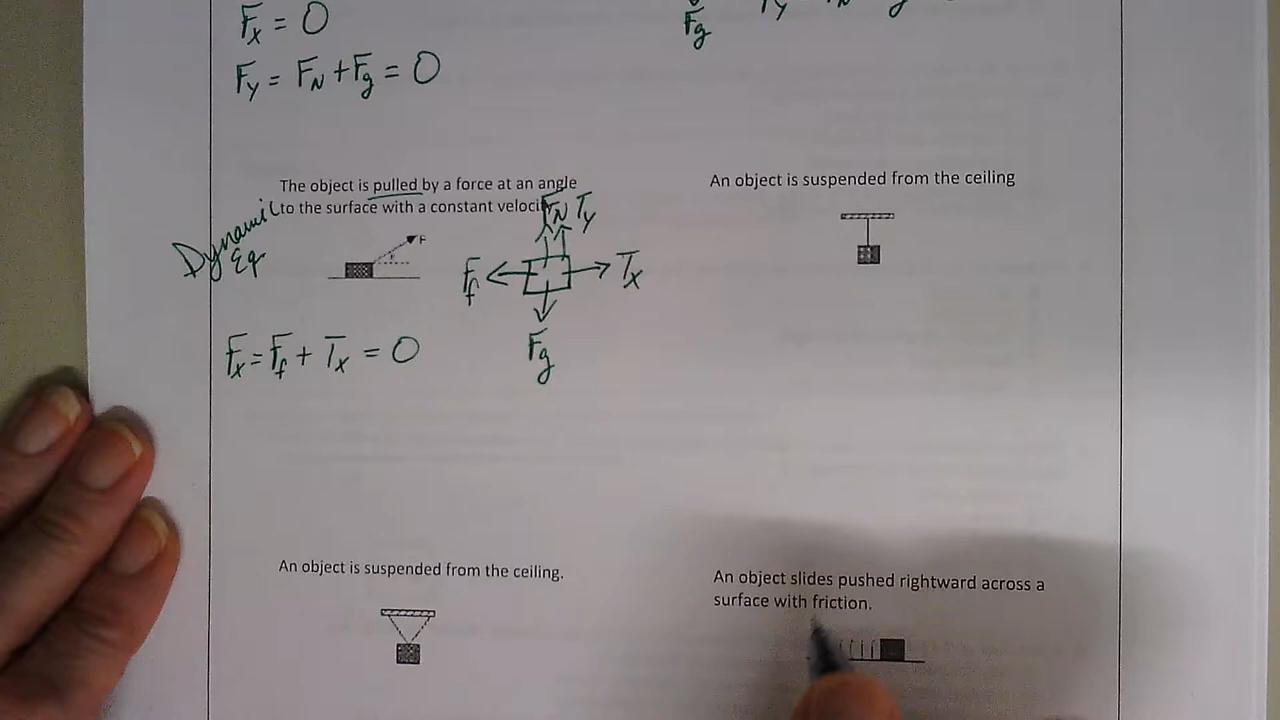 Fx = 0
Fy = FN + Fg = 0
Fg
The object is pulled by a force at an angle
to the surface with a constant velocity
Dynamic
Eq
F
FN Ty
Ff
Tx
Fg
Fx = Ff + Tx = 0
An object is suspended from the ceiling
An object is suspended from the ceiling.
An object slides pushed rightward across a
surface with friction.